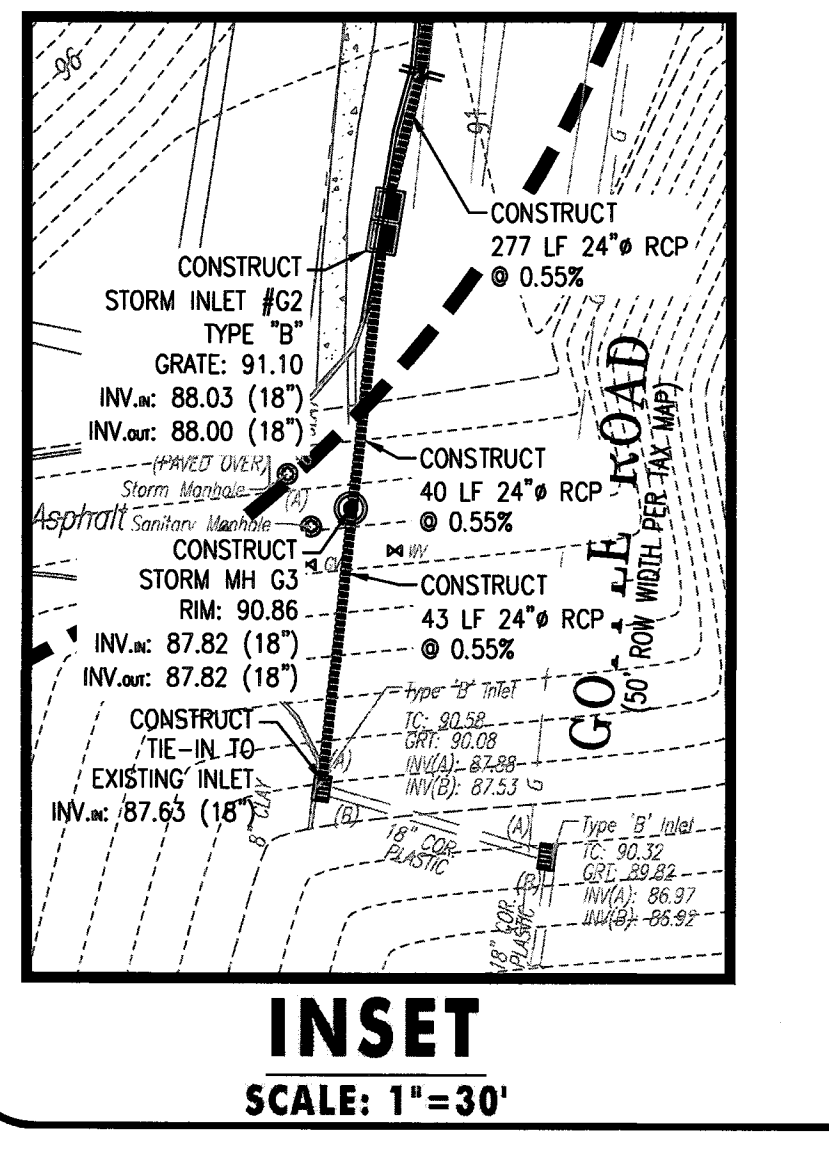 96
91
G
CONSTRUCT
277 LF 24"ø RCP
@ 0.55%
G
CONSTRUCT
STORM INLET #G2
TYPE "B"
GRATE: 91.10
INV.IN: 88.03 (18")
INV.OUT: 88.00 (18")
(PAVED OVER)
Storm Manhole
(A)
Asphalt
Sanitary Manhole
CONSTRUCT
40 LF 24"ø RCP
@ 0.55%
WV
GV
CONSTRUCT
STORM MH G3
RIM: 90.86
INV.IN: 87.82 (18")
INV.OUT: 87.82 (18")
CONSTRUCT
43 LF 24"ø RCP
@ 0.55%
ROAD
(50' ROW WIDTH PER TAX MAP)
CONSTRUCT
TIE-IN TO
EXISTING INLET
INV.IN: 87.63 (18")
8" CLAY
Type 'B' Inlet
TC: 90.58
GRT: 90.08
INV(A): 87.88
INV(B): 87.53
G
(A)
(B)
18" COR.
PLASTIC
(A)
(B)
Type 'B' Inlet
TC: 90.32
GRT: 89.82
INV(A): 86.97
INV(B): 86.92
18" COR.
PLASTIC
INSET
SCALE: 1"=30'